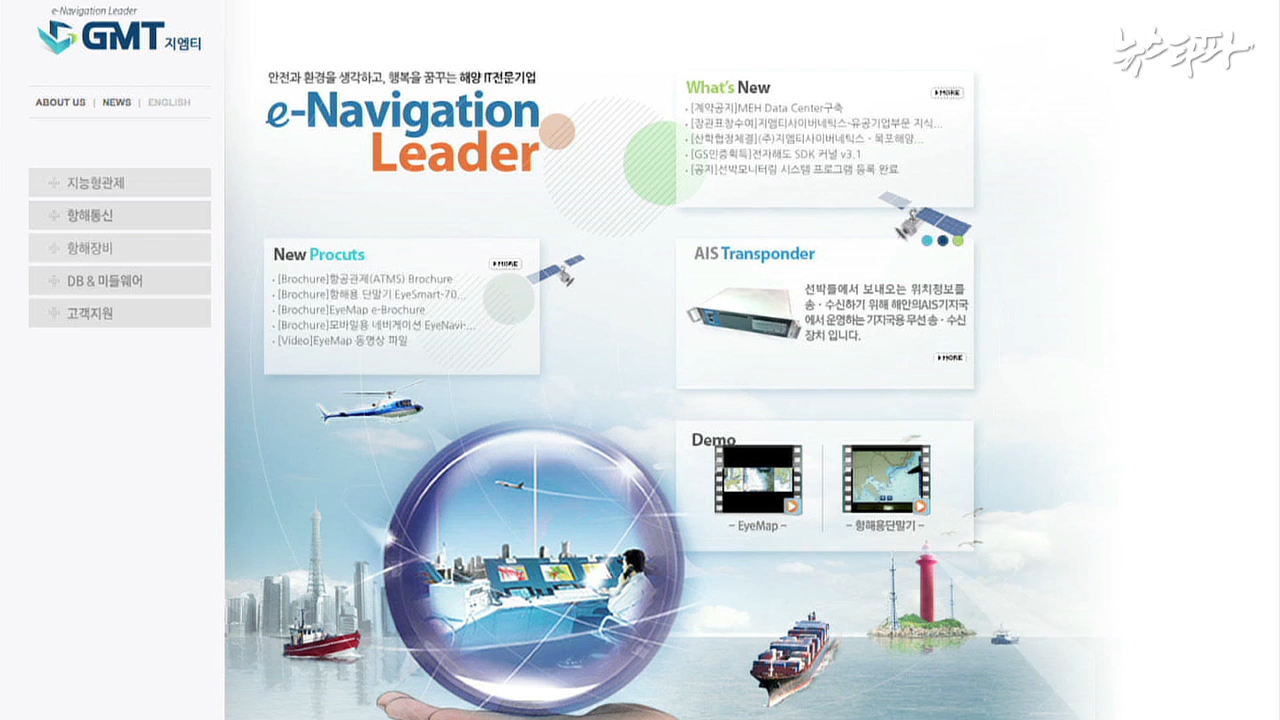 e-Navigation Leader
GMT 지엠티
ABOUT US | NEWS | ENGLISH
지능형관제
항해통신
항해장비
DB & 미들웨어
고객지원
안전과 환경을 생각하고, 행복을 꿈꾸는 해양 IT전문기업
e-Navigation
Leader
New Procuts
MORE
[Brochure]항공관제(ATMS) Brochure
[Brochure]항해용 단말기 EyeSmart-70...
[Brochure]EyeMap e-Brochure
[Brochure]모바일용 네비게이션 EyeNavi-...
[Video]EyeMap 동영상 파일
What's New
MORE
[계약공지]MEH Data Center구축
[장관표창수여]지엠티사이버네틱스-유공기업부문 지식...
[산학협정체결](주)지엠티사이버네틱스 - 목포해양...
[GS인증획득]전자해도 SDK 커널 v3.1
[공지]선박모니터링 시스템 프로그램 등록 완료
AIS Transponder
선박들에서 보내오는 위치정보를
송 · 수신하기 위해 해안의AIS기지국
에서 운영하는 기지국용 무선 송 · 수신
장치 입니다.
MORE
Demo
- EyeMap -
- 항해용단말기 -
뉴스타파